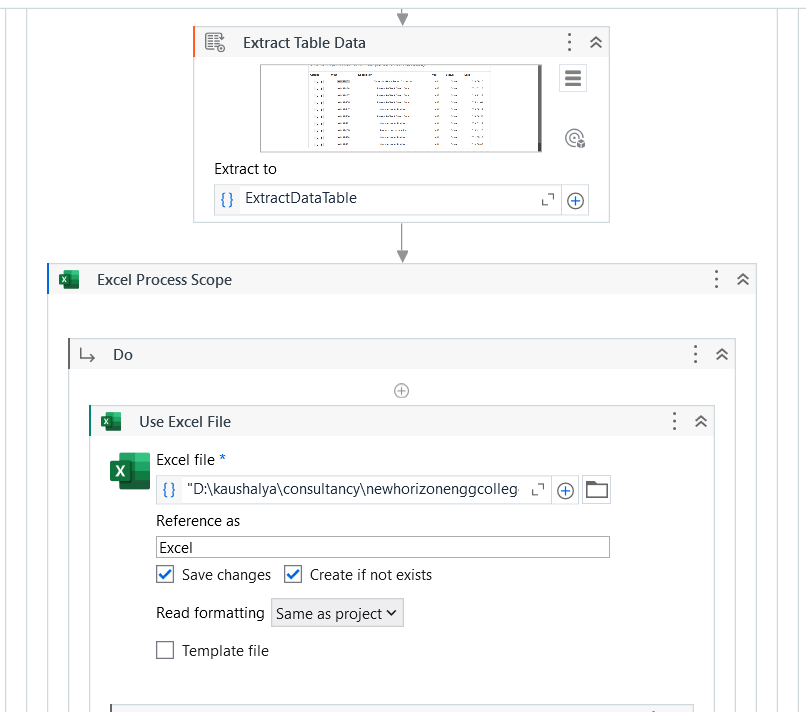 Extract Table Data
Extract to
{} ExtractDataTable
Excel Process Scope
Do
Use Excel File
Excel file *
{} "D:\kaushalya\consultancy\newhorizonenggcolleg
Reference as
Excel
Save changes Create if not exists
Read formatting Same as project
Template file